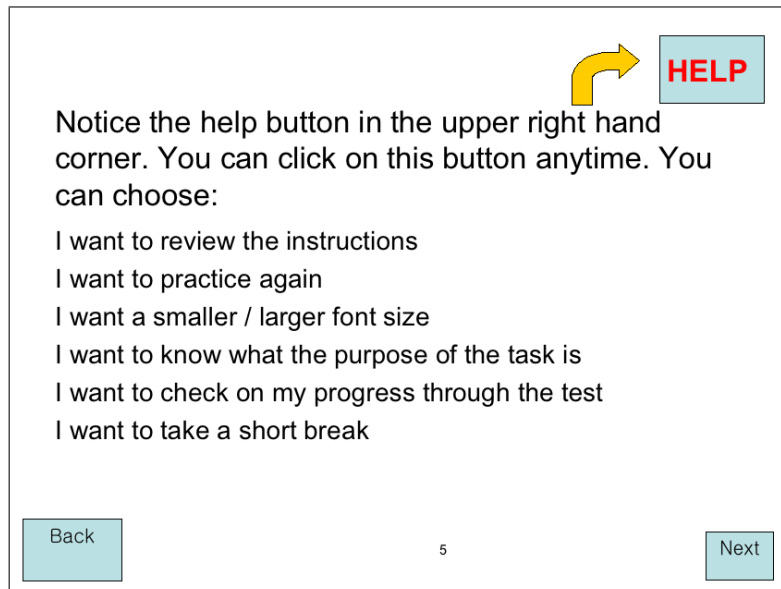 HELP
Notice the help button in the upper right hand
corner. You can click on this button anytime. You
can choose:
I want to review the instructions
I want to practice again
I want a smaller / larger font size
I want to know what the purpose of the task is
I want to check on my progress through the test
I want to take a short break
Back
5
Next